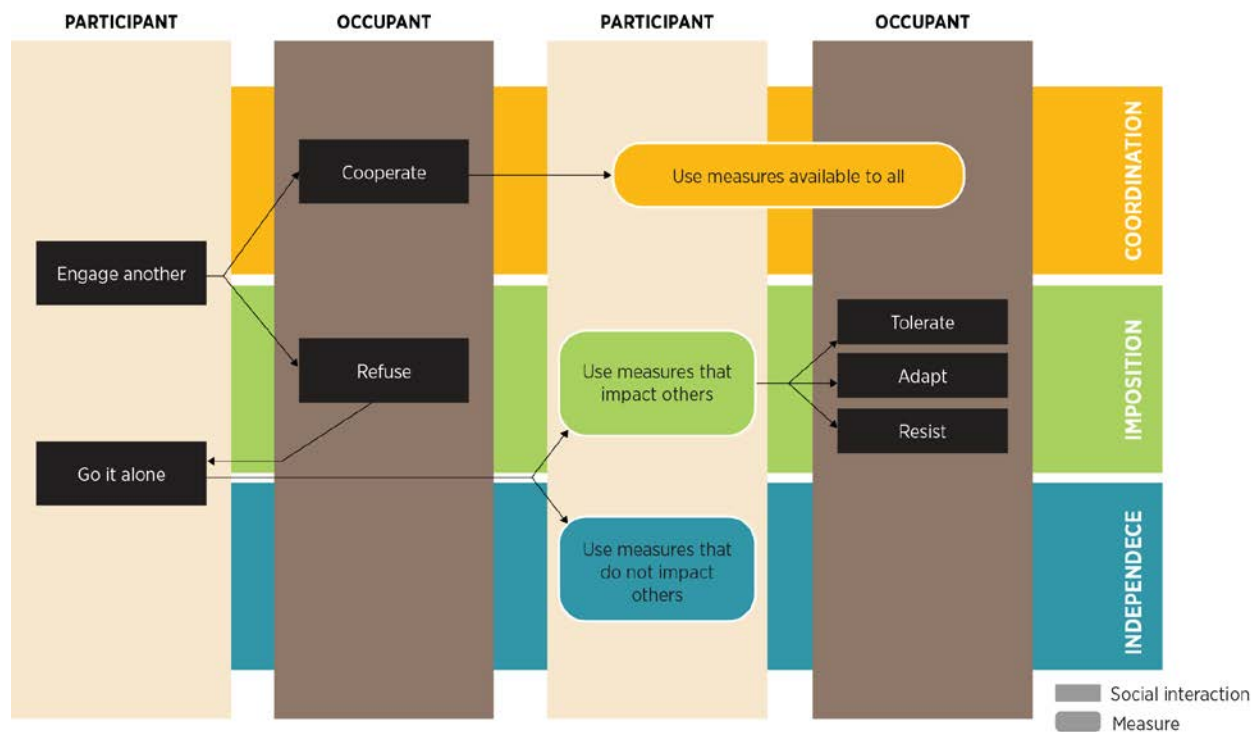 PARTICIPANT
OCCUPANT
PARTICIPANT
OCCUPANT
Cooperate
Use measures available to all
COORDINATION
Engage another
Refuse
Use measures that
impact others
Tolerate
Adapt
Resist
IMPOSITION
Go it alone
Use measures that
do not impact
others
INDEPENDECE
Social interaction
Measure